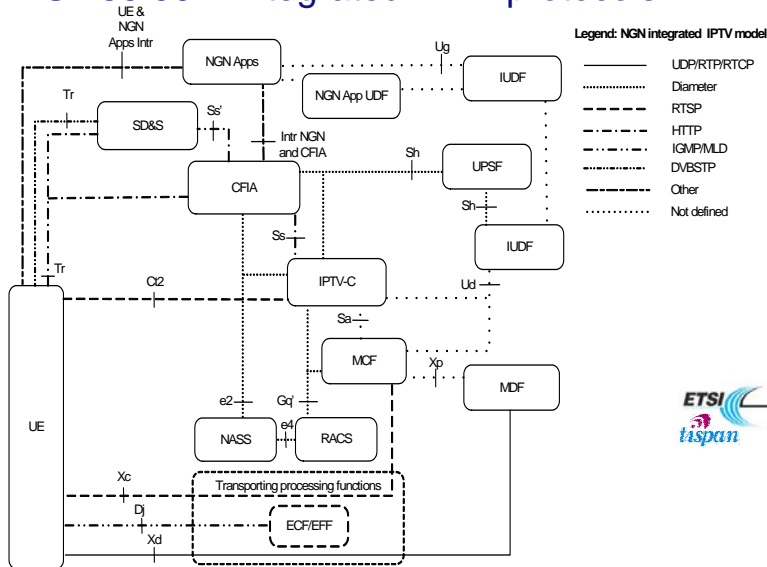 UE &
NGN
Apps Intr
NGN Apps
Ug
IUDF
NGN App UDF
Tr
SD&S
Ss'
Intr NGN
and CFIA
Sh
UPSF
CFIA
Sh
Ss
IUDF
Tr
Ct2
IPTV-C
Ud
Sa
MCF
Xp
MDF
e2
Gq'
e4
UE
NASS
RACS
Xc
Transporting processing functions
Dj
ECF/EFF
Xd
Legend: NGN integrated IPTV model
UDP/RTP/RTCP
Diameter
RTSP
HTTP
IGMP/MLD
DVBSTP
Other
Not defined
ETSI
tispan